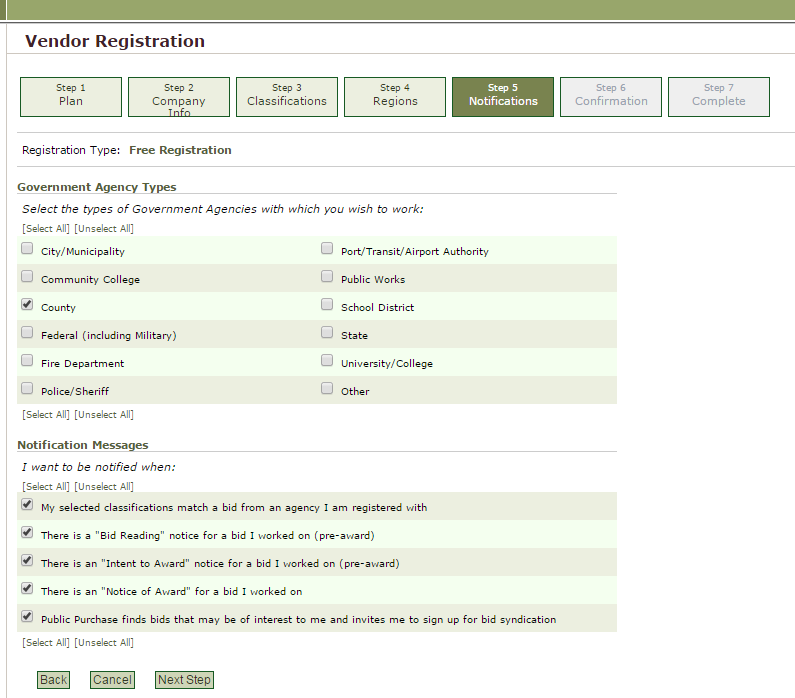 Vendor Registration
Step 1
Plan
Step 2
Company
Info
Step 3
Classifications
Step 4
Regions
Step 5
Notifications
Step 6
Confirmation
Step 7
Complete
Registration Type: Free Registration
Government Agency Types
Select the types of Government Agencies with which you wish to work:
[Select All] [Unselect All]
City/Municipality Port/Transit/Airport Authority
Community College Public Works
County School District
Federal (including Military) State
Fire Department University/College
Police/Sheriff Other
[Select All] [Unselect All]
Notification Messages
I want to be notified when:
[Select All] [Unselect All]
My selected classifications match a bid from an agency I am registered with
There is a "Bid Reading" notice for a bid I worked on (pre-award)
There is an "Intent to Award" notice for a bid I worked on (pre-award)
There is an "Notice of Award" for a bid I worked on
Public Purchase finds bids that may be of interest to me and invites me to sign up for bid syndication
[Select All] [Unselect All]
Back Cancel Next Step